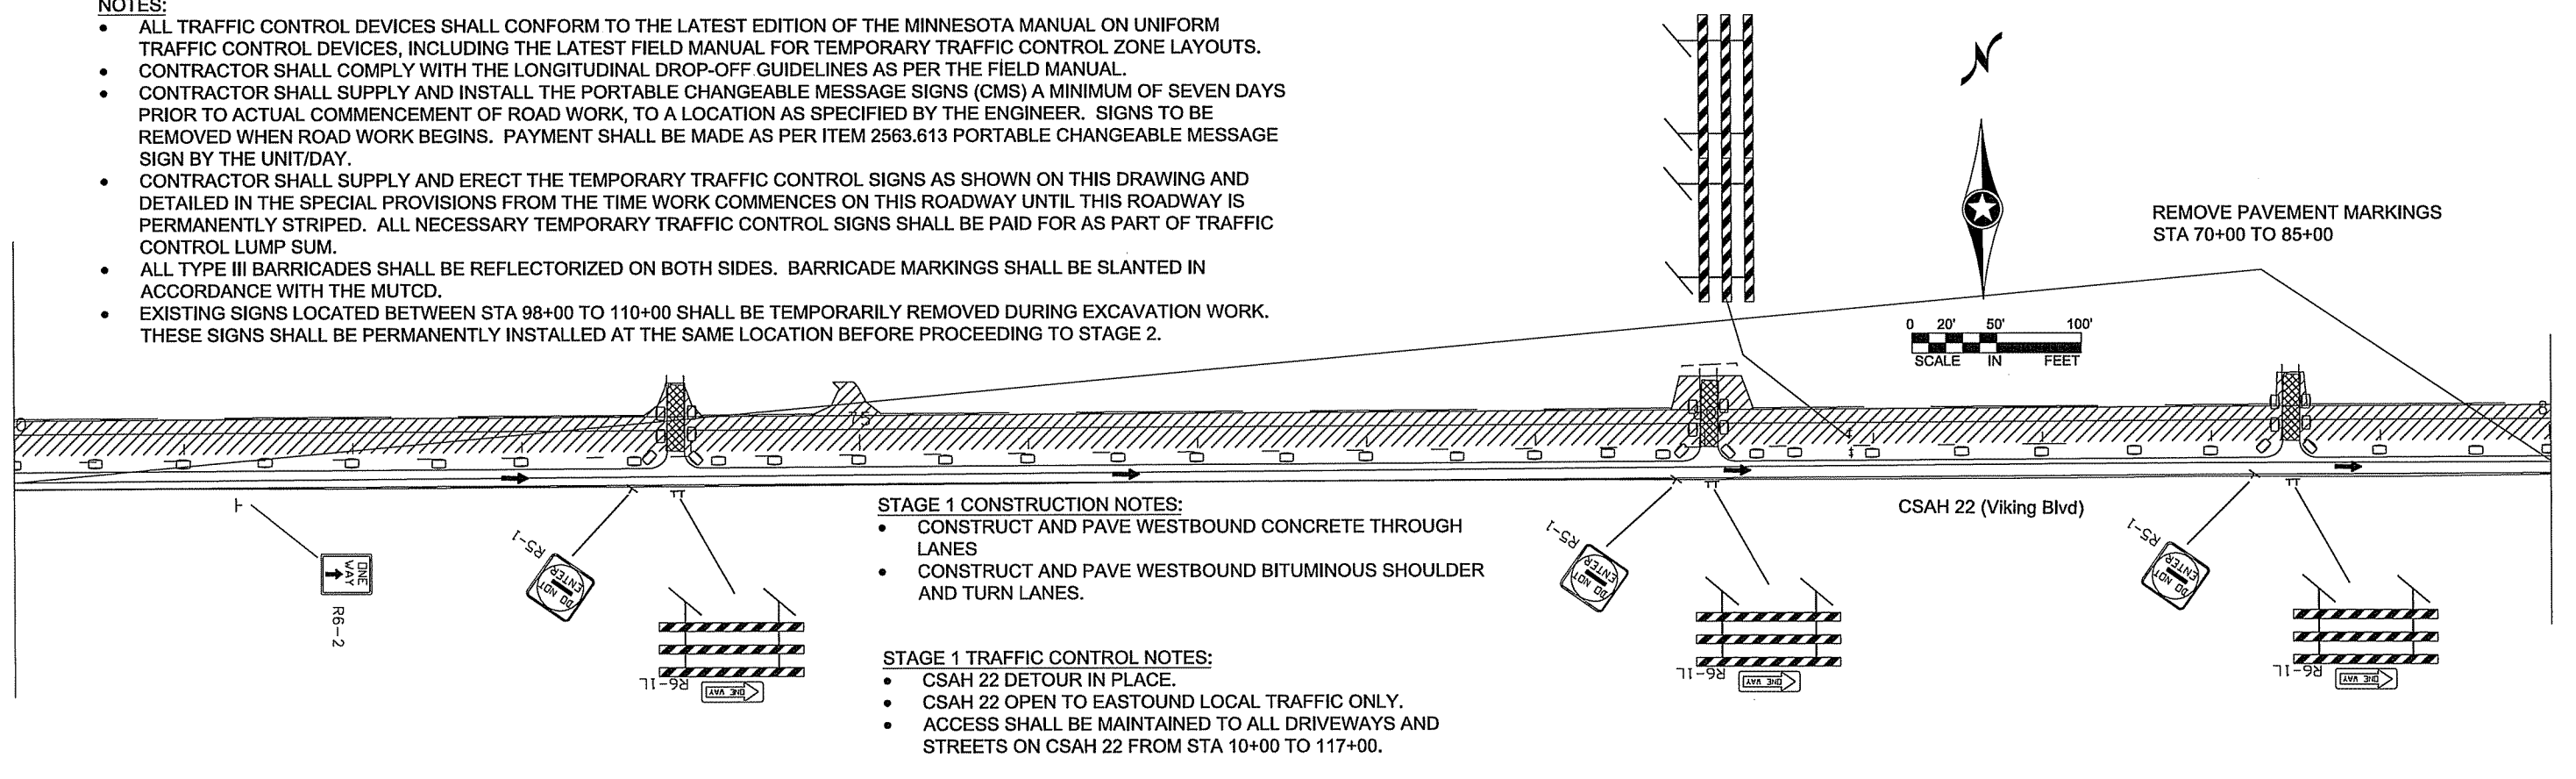 NOTES:
• ALL TRAFFIC CONTROL DEVICES SHALL CONFORM TO THE LATEST EDITION OF THE MINNESOTA MANUAL ON UNIFORM
TRAFFIC CONTROL DEVICES, INCLUDING THE LATEST FIELD MANUAL FOR TEMPORARY TRAFFIC CONTROL ZONE LAYOUTS.
• CONTRACTOR SHALL COMPLY WITH THE LONGITUDINAL DROP-OFF GUIDELINES AS PER THE FIELD MANUAL.
• CONTRACTOR SHALL SUPPLY AND INSTALL THE PORTABLE CHANGEABLE MESSAGE SIGNS (CMS) A MINIMUM OF SEVEN DAYS
PRIOR TO ACTUAL COMMENCEMENT OF ROAD WORK, TO A LOCATION AS SPECIFIED BY THE ENGINEER. SIGNS TO BE
REMOVED WHEN ROAD WORK BEGINS. PAYMENT SHALL BE MADE AS PER ITEM 2563.613 PORTABLE CHANGEABLE MESSAGE
SIGN BY THE UNIT/DAY.
• CONTRACTOR SHALL SUPPLY AND ERECT THE TEMPORARY TRAFFIC CONTROL SIGNS AS SHOWN ON THIS DRAWING AND
DETAILED IN THE SPECIAL PROVISIONS FROM THE TIME WORK COMMENCES ON THIS ROADWAY UNTIL THIS ROADWAY IS
PERMANENTLY STRIPED. ALL NECESSARY TEMPORARY TRAFFIC CONTROL SIGNS SHALL BE PAID FOR AS PART OF TRAFFIC
CONTROL LUMP SUM.
• ALL TYPE III BARRICADES SHALL BE REFLECTORIZED ON BOTH SIDES. BARRICADE MARKINGS SHALL BE SLANTED IN
ACCORDANCE WITH THE MUTCD.
• EXISTING SIGNS LOCATED BETWEEN STA 98+00 TO 110+00 SHALL BE TEMPORARILY REMOVED DURING EXCAVATION WORK.
THESE SIGNS SHALL BE PERMANENTLY INSTALLED AT THE SAME LOCATION BEFORE PROCEEDING TO STAGE 2.
N
REMOVE PAVEMENT MARKINGS
STA 70+00 TO 85+00
0 20' 50' 100'
SCALE IN FEET
CSAH 22 (Viking Blvd)
ONE
WAY
R6-2
R5-1
DO NOT
ENTER
R6-1L
ONE WAY
STAGE 1 CONSTRUCTION NOTES:
• CONSTRUCT AND PAVE WESTBOUND CONCRETE THROUGH
LANES
• CONSTRUCT AND PAVE WESTBOUND BITUMINOUS SHOULDER
AND TURN LANES.
STAGE 1 TRAFFIC CONTROL NOTES:
• CSAH 22 DETOUR IN PLACE.
• CSAH 22 OPEN TO EASTOUND LOCAL TRAFFIC ONLY.
• ACCESS SHALL BE MAINTAINED TO ALL DRIVEWAYS AND
STREETS ON CSAH 22 FROM STA 10+00 TO 117+00.
R5-1
DO NOT
ENTER
R6-1L
ONE WAY
R5-1
DO NOT
ENTER
R6-1L
ONE WAY